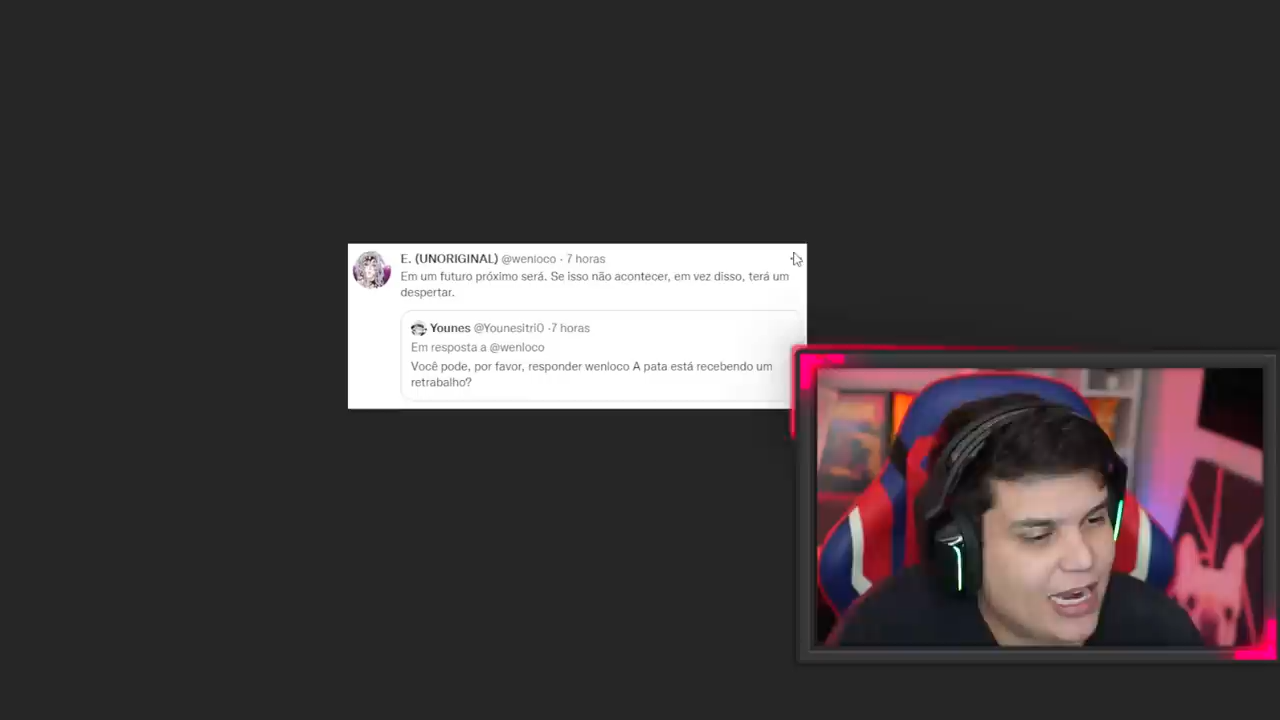 E. (UNORIGINAL) @wenloco · 7 horas
Em um futuro próximo será. Se isso não acontecer, em vez disso, terá um
despertar.
Younes @Younesitri0 ·7 horas
Em resposta a @wenloco
Você pode, por favor, responder wenloco A pata está recebendo um
retrabalho?